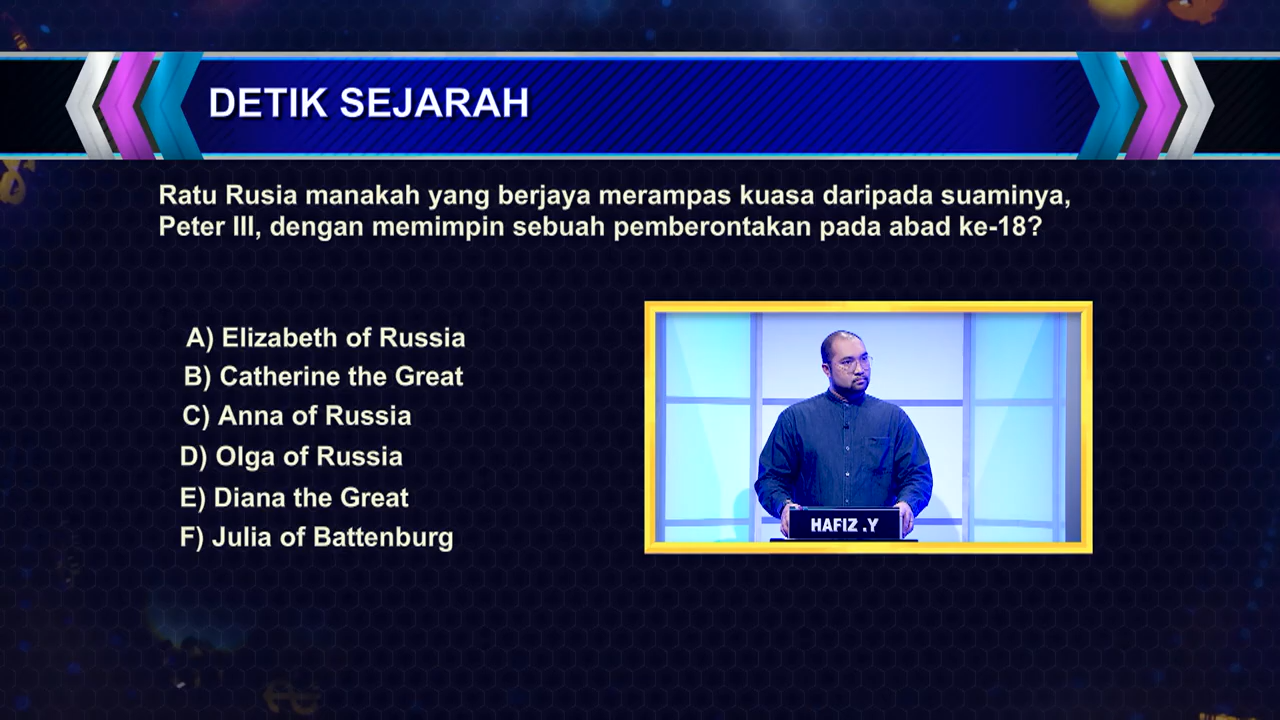 DETIK SEJARAH
Ratu Rusia manakah yang berjaya merampas kuasa daripada suaminya,
Peter III, dengan memimpin sebuah pemberontakan pada abad ke-18?
A) Elizabeth of Russia
B) Catherine the Great
C) Anna of Russia
D) Olga of Russia
E) Diana the Great
F) Julia of Battenburg
HAFIZ .Y